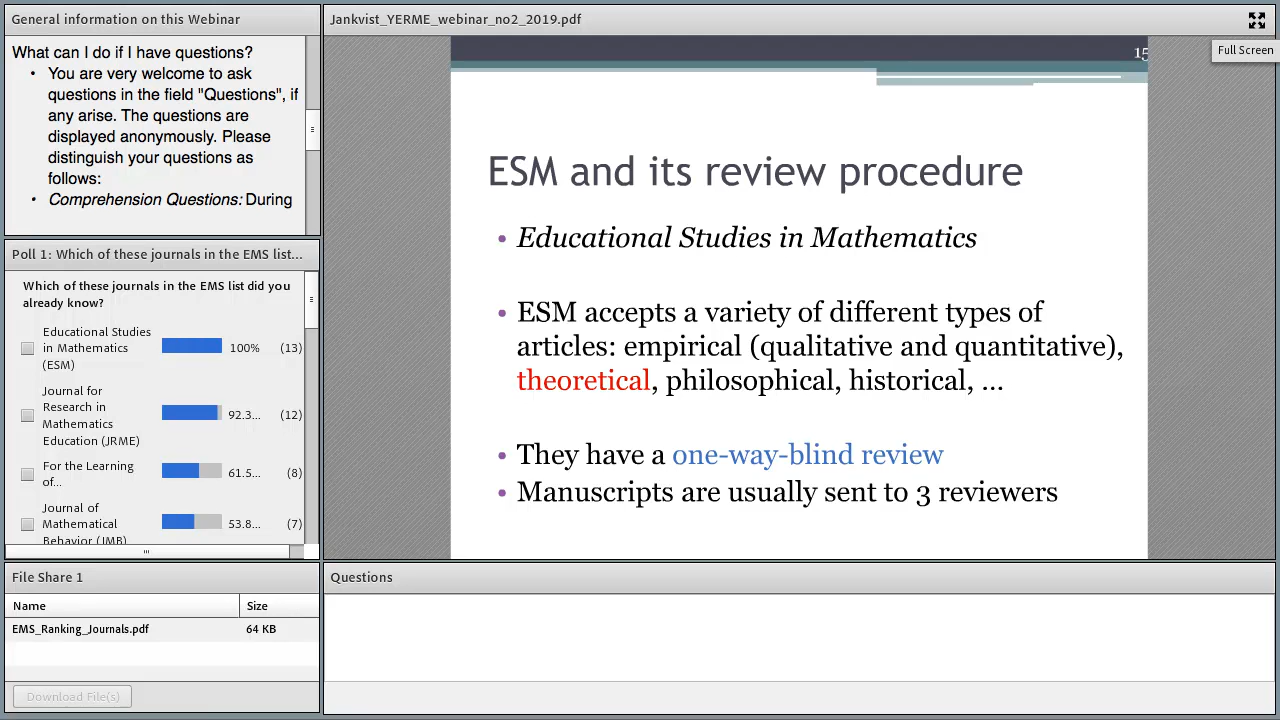 General information on this Webinar
What can I do if I have questions?
• You are very welcome to ask
questions in the field "Questions", if
any arise. The questions are
displayed anonymously. Please
distinguish your questions as
follows:
• Comprehension Questions: During
Poll 1: Which of these journals in the EMS list...
Which of these journals in the EMS list did you
already know?
Educational Studies
in Mathematics
(ESM)
100% (13)
Journal for
Research in
Mathematics
Education (JRME)
92.3... (12)
For the Learning
of...
61.5... (8)
Journal of
Mathematical
Behavior (JMB)
53.8... (7)
File Share 1
Name Size
EMS_Ranking_Journals.pdf 64 KB
Download File(s)
Jankvist_YERME_webinar_no2_2019.pdf
Full Screen
15
ESM and its review procedure
• Educational Studies in Mathematics
• ESM accepts a variety of different types of
articles: empirical (qualitative and quantitative),
theoretical, philosophical, historical, ...
• They have a one-way-blind review
• Manuscripts are usually sent to 3 reviewers
Questions